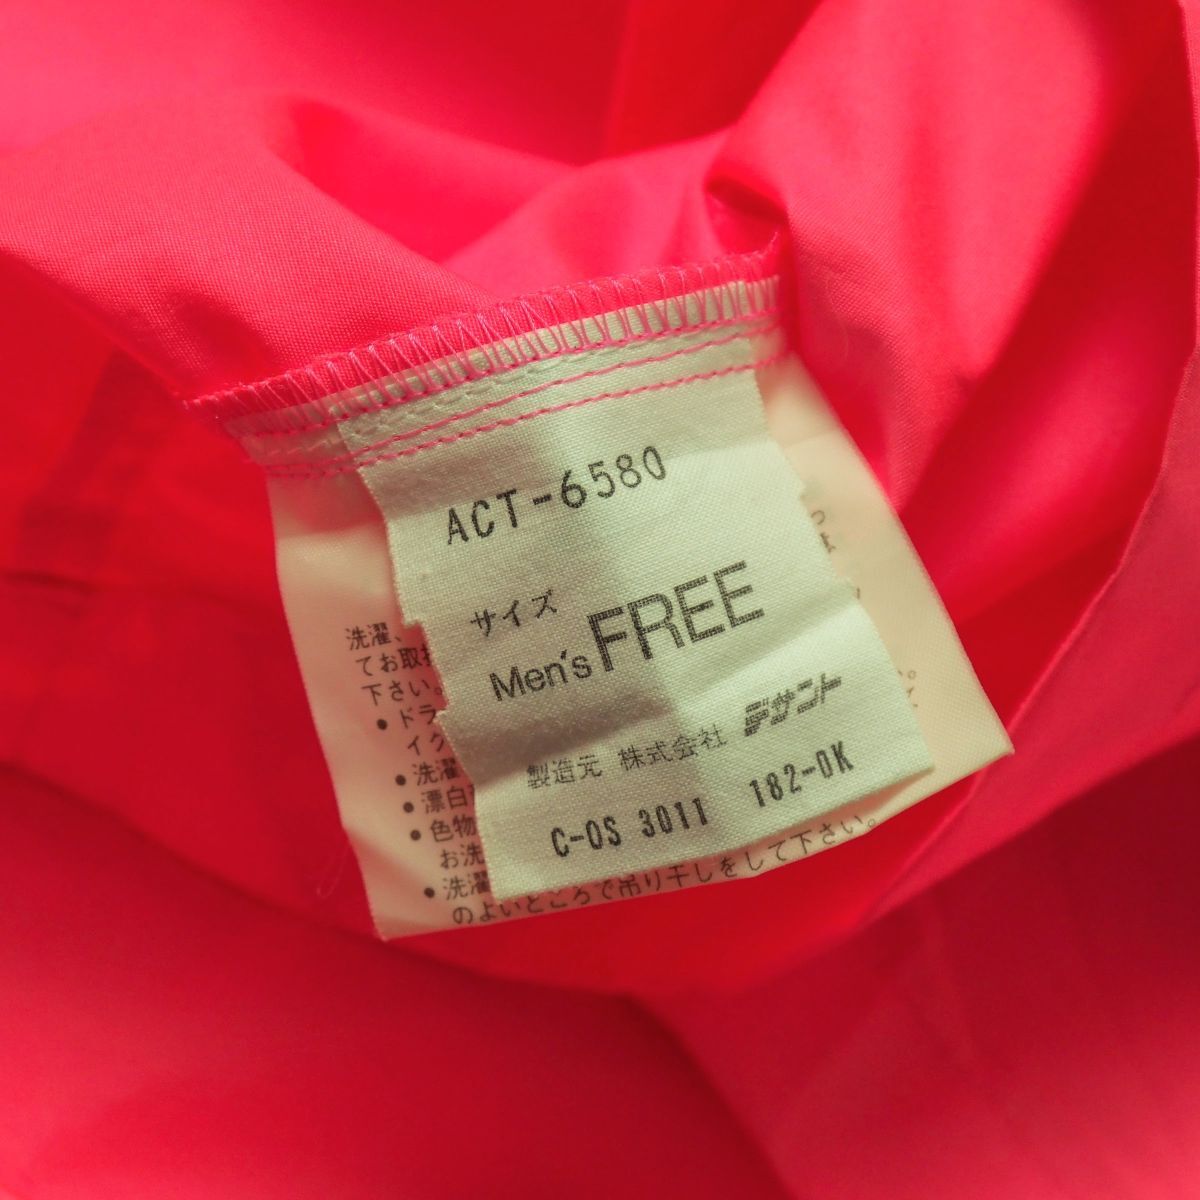 ACT-6580
サイズ
Men's FREE
製造元 株式会社 デサント
C-OS 3011 182-0K
洗濯、
てお取扱
下さい。
●ドラ
イク
●洗濯
●漂白
●色物
お洗
●洗濯
のよいところで吊り干しをして下さい。